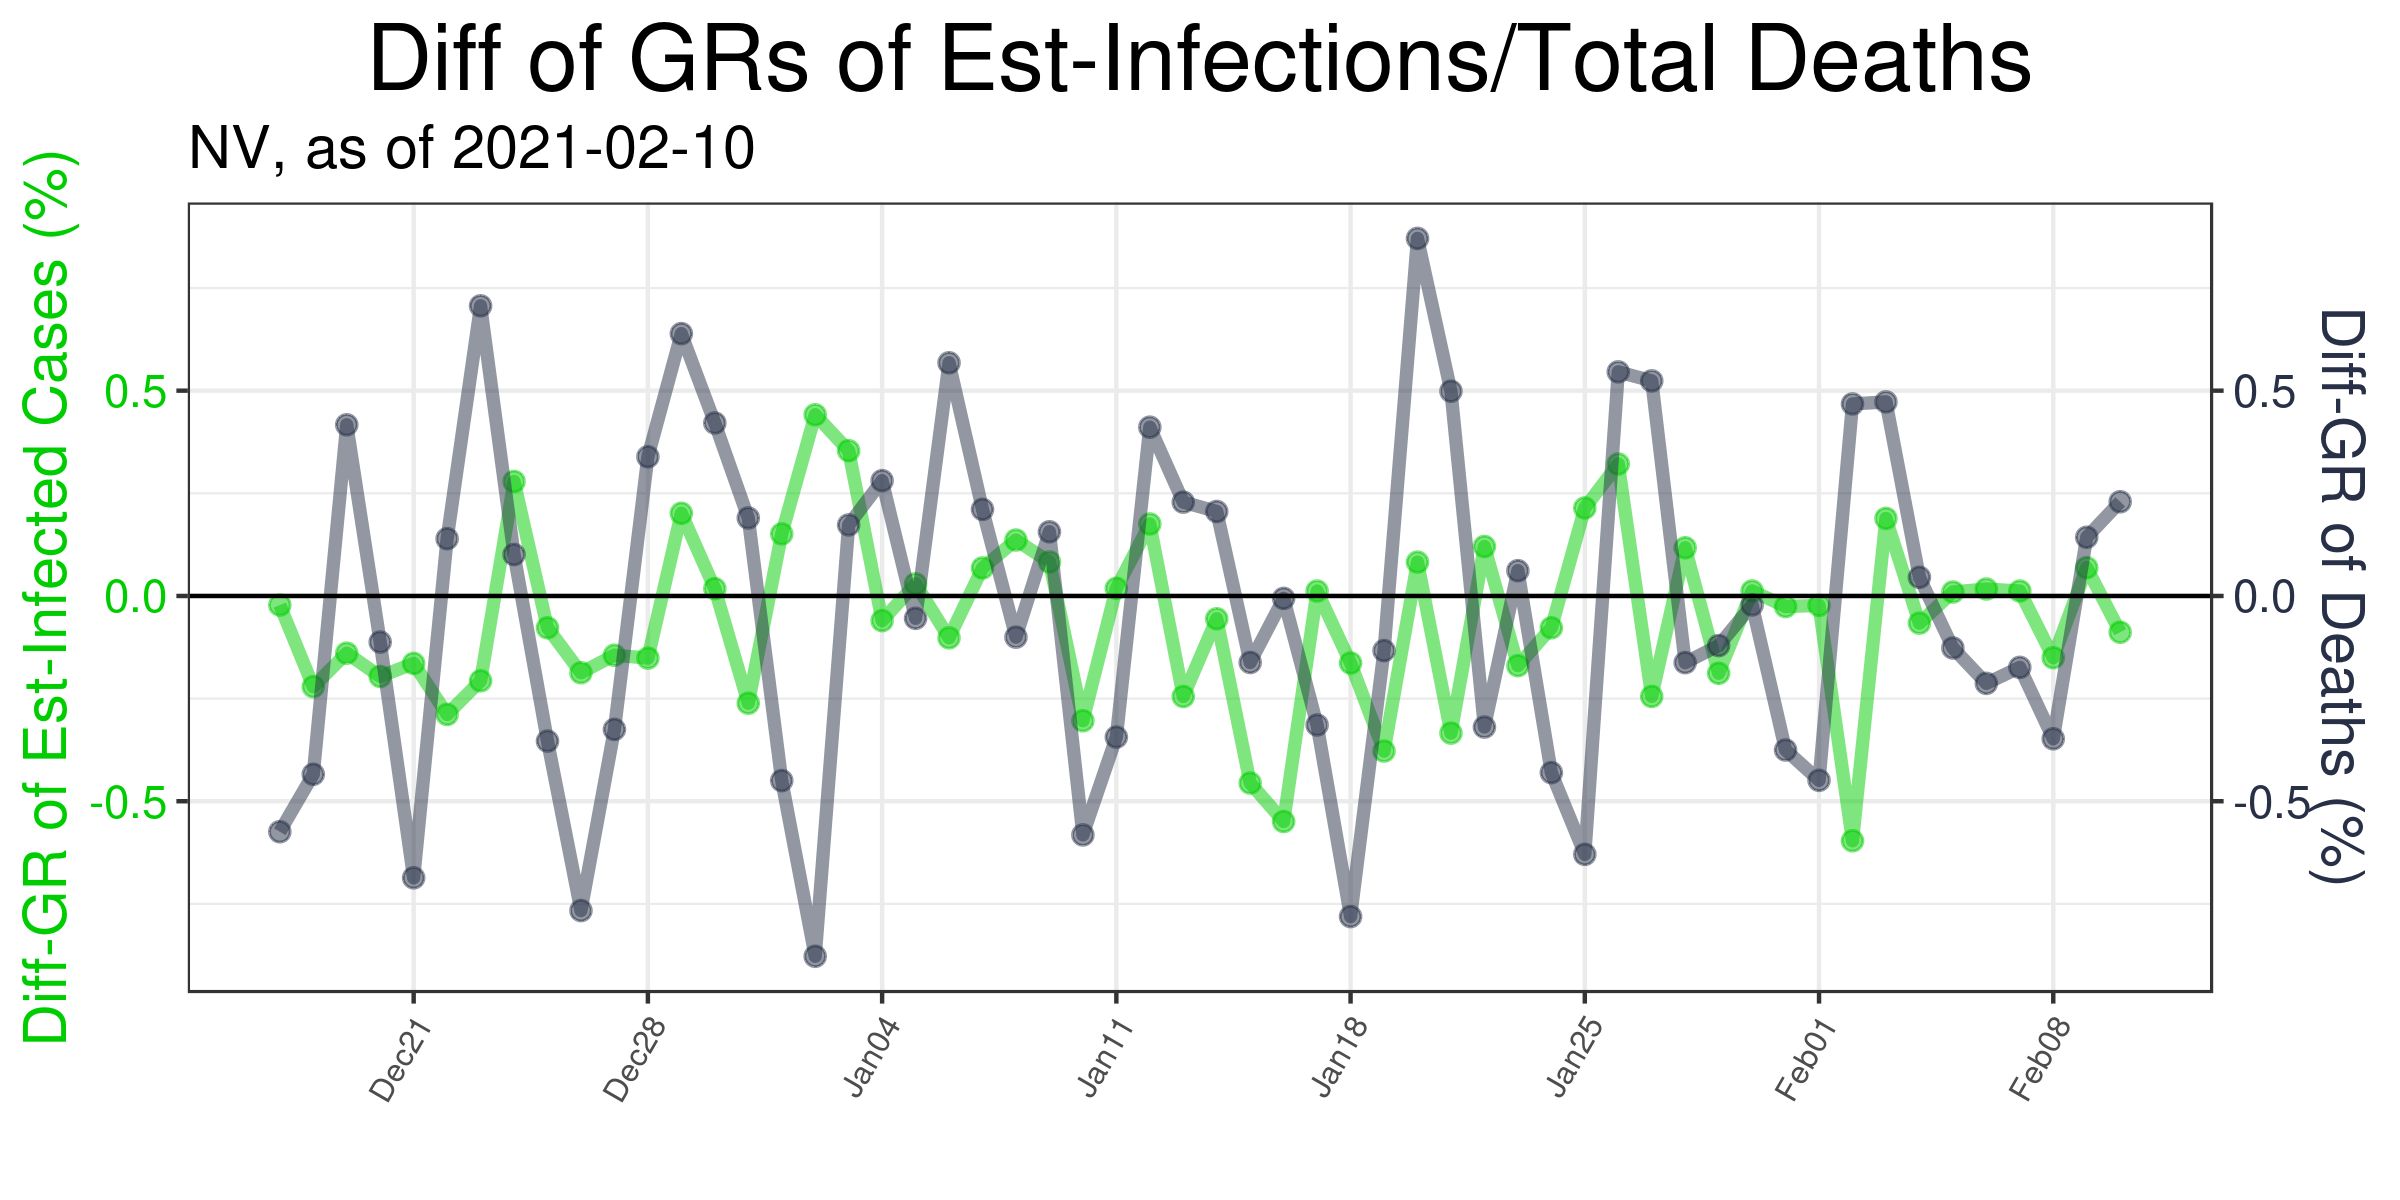 Diff of GRs of Est-Infections/Total Deaths
NV, as of 2021-02-10
Diff-GR of Est-Infected Cases (%)
0.5
0.0
-0.5
0.5
0.0
-0.5
Diff-GR of Deaths (%)
Dec21
Dec28
Jan04
Jan11
Jan18
Jan25
Feb01
Feb08